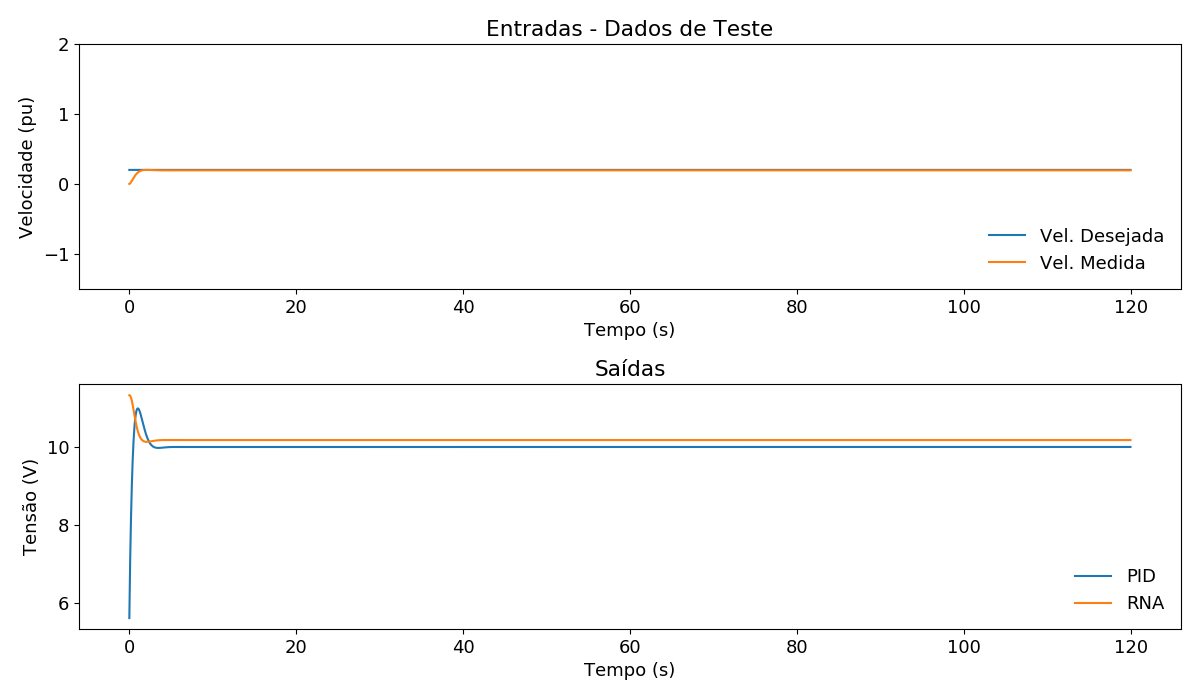 Entradas - Dados de Teste
2
1
0
−1
Velocidade (pu)
Vel. Desejada
Vel. Medida
0 20 40 60 80 100 120
Tempo (s)
Saídas
10
8
6
Tensão (V)
PID
RNA
0 20 40 60 80 100 120
Tempo (s)